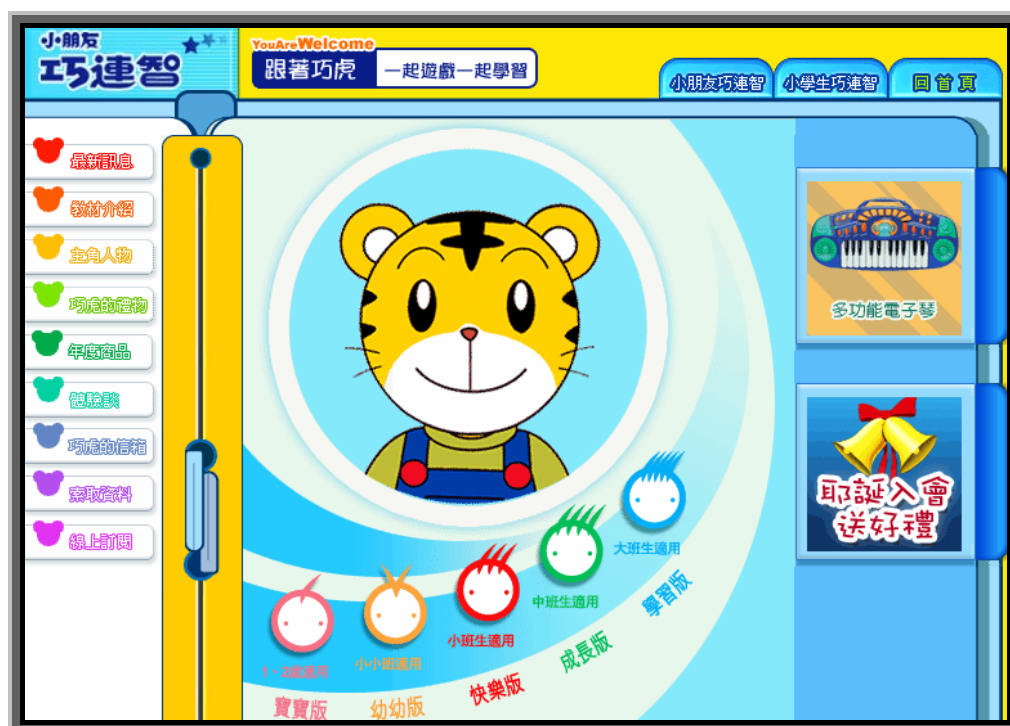 小朋友
巧連智
YouAreWelcome
跟著巧虎 一起遊戲一起學習
小朋友巧連智 小學生巧連智 回首頁
最新訊息
教材介紹
主角人物
巧虎的禮物
年度商品
體驗談
巧虎的信箱
索取資料
線上訂閱
多功能電子琴
耶誕入會
送好禮
大班生適用
學習版
中班生適用
成長版
小班生適用
快樂版
小小班適用
幼幼版
1、2歲適用
寶寶版